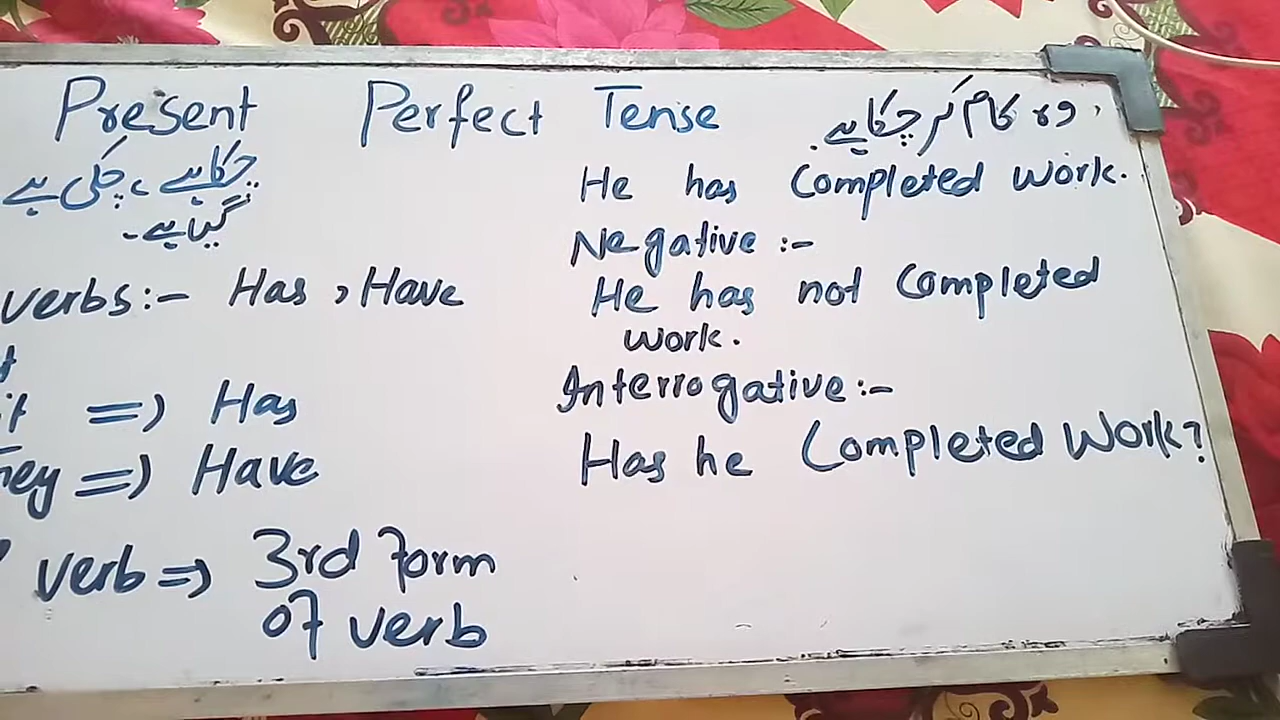 Present Perfect Tense
چکا ہے ، چکی ہے
گیا ہے۔
verbs:- Has , Have
it => Has
=> Have
verb => 3rd form
of verb
وہ کام کر چکا ہے۔
He has Completed work.
Negative :-
He has not Completed
work.
Interrogative :-
Has he Completed Work?